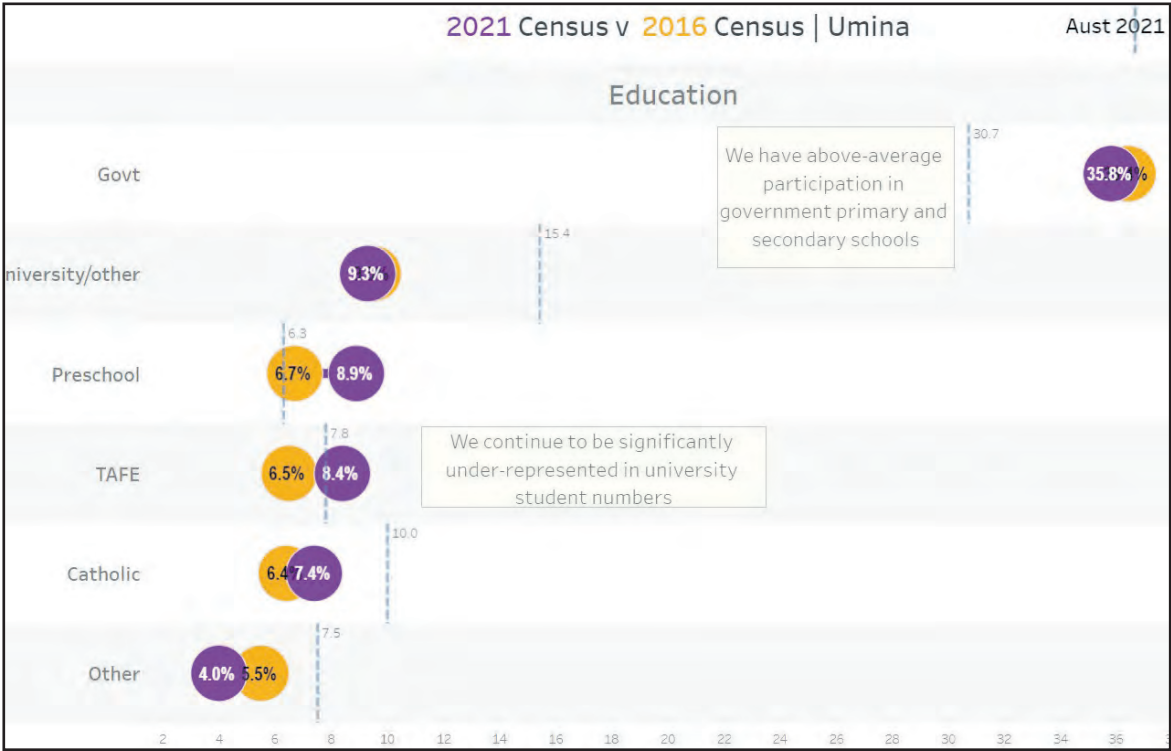 2021 Census v 2016 Census | Umina
Aust 2021
Education
30.7
We have above-average
participation in
government primary and
secondary schools
Govt
35.8%
15.4
niversity/other
9.3%
6.3
Preschool
6.7%
8.9%
7.8
We continue to be significantly
under-represented in university
student numbers
TAFE
6.5%
8.4%
10.0
Catholic
6.4
7.4%
7.5
Other
4.0%
5.5%
2 4 6 8 10 12 14 16 18 20 22 24 26 28 30 32 34 36